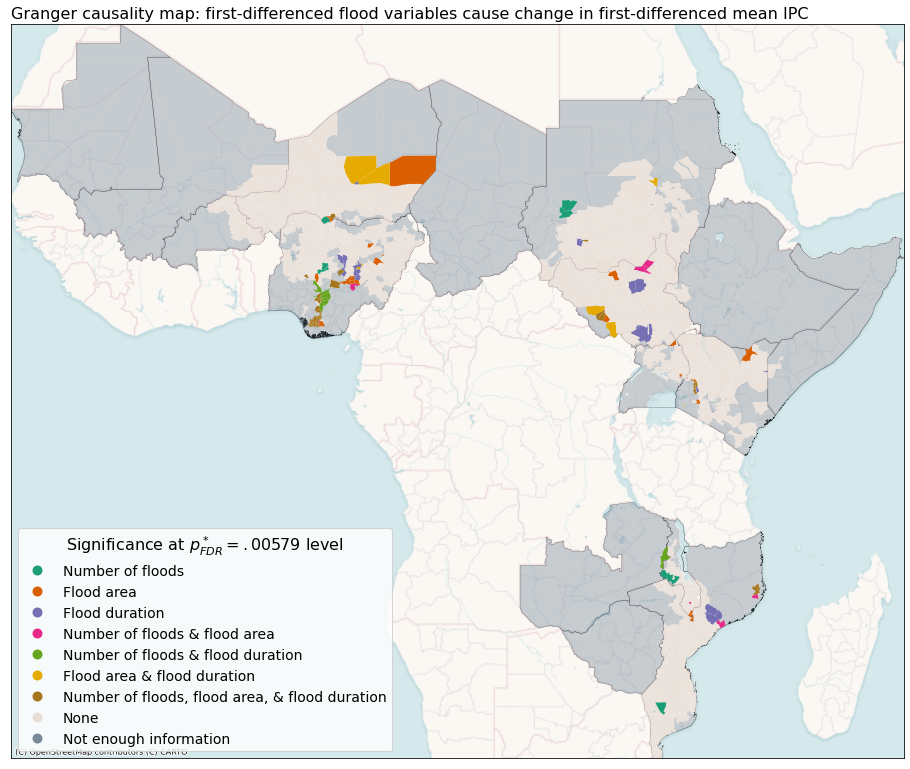 Granger causality map: first-differenced flood variables cause change in first-differenced mean IPC
Significance at $p^*_{FDR} = .00579$ level
Number of floods
Flood area
Flood duration
Number of floods & flood area
Number of floods & flood duration
Flood area & flood duration
Number of floods, flood area, & flood duration
None
Not enough information
(C) OpenStreetMap contributors (C) CARTO